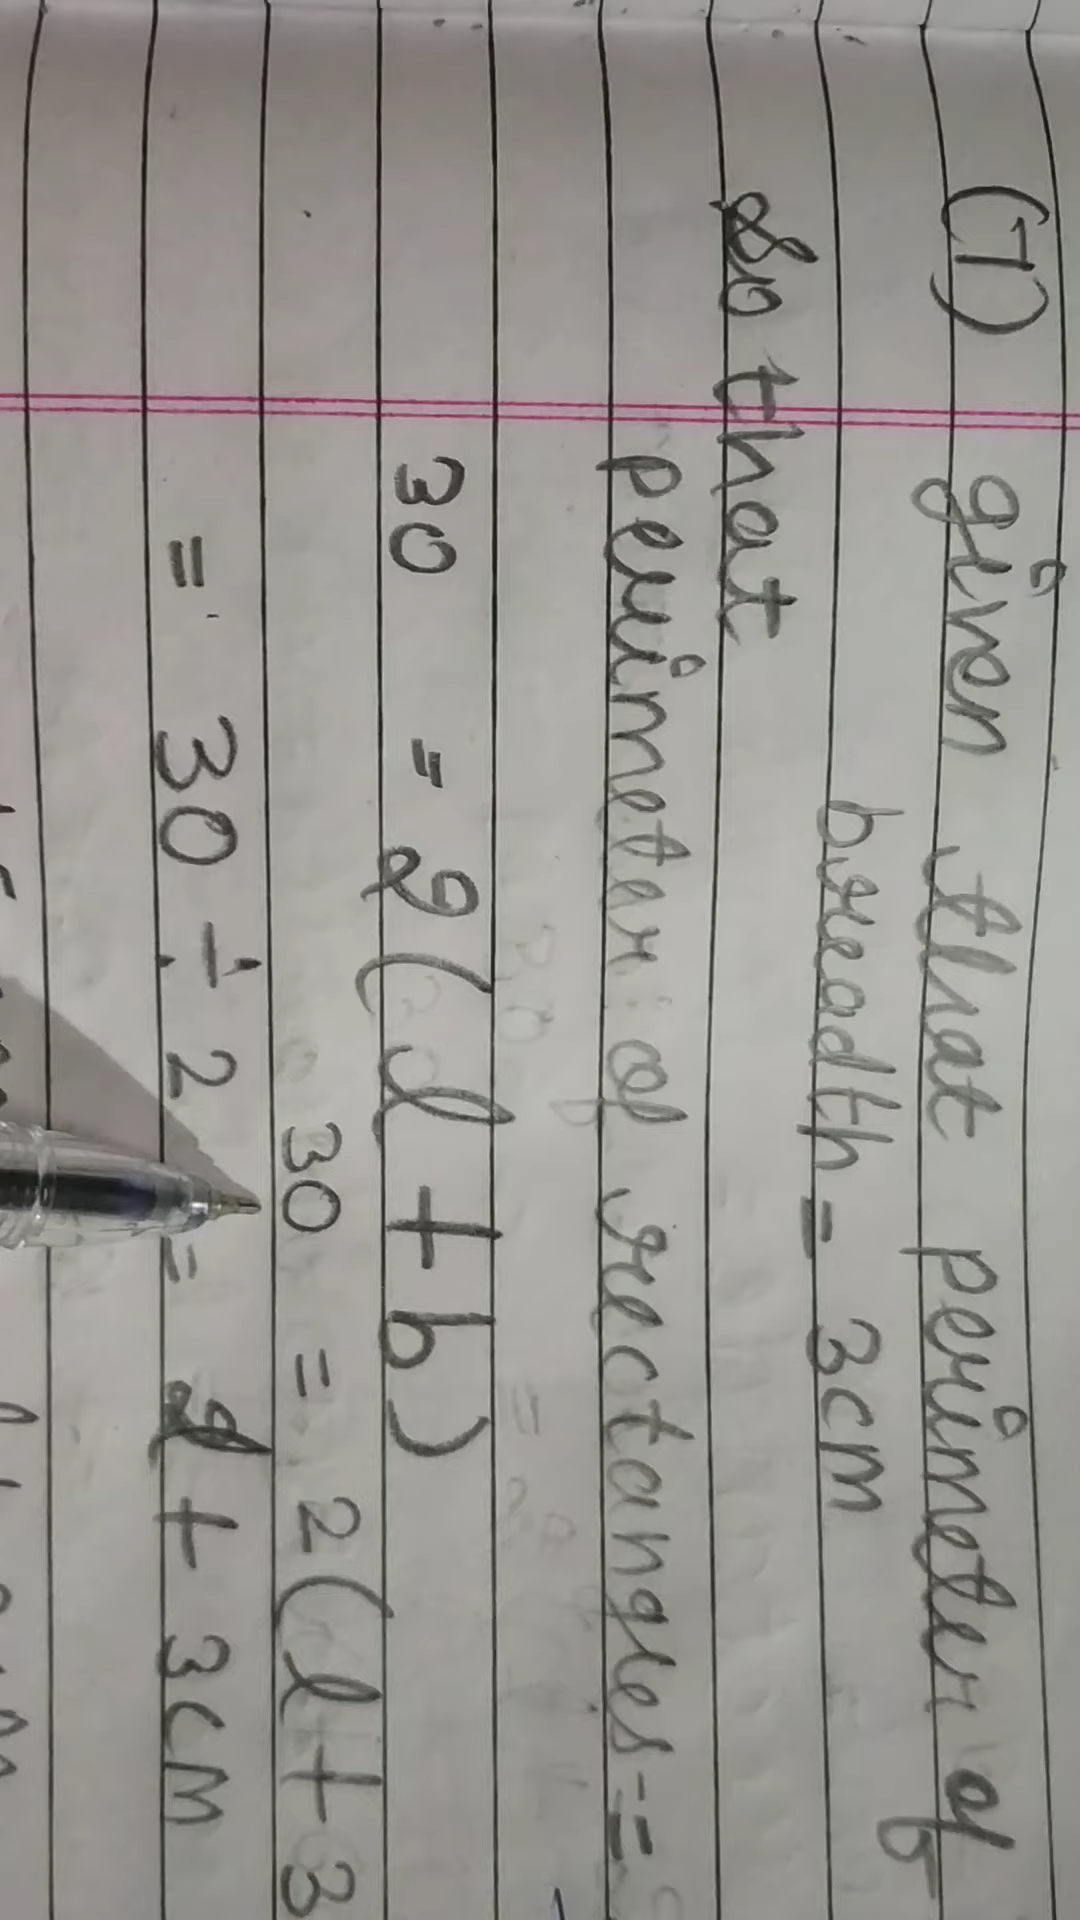 (7) given that perimeter of
breadth = 3cm
So that
perimeter of rectangles =
30 = 2(l + b)
30 = 2(l + 3
= 30 ÷ 2 = l + 3cm